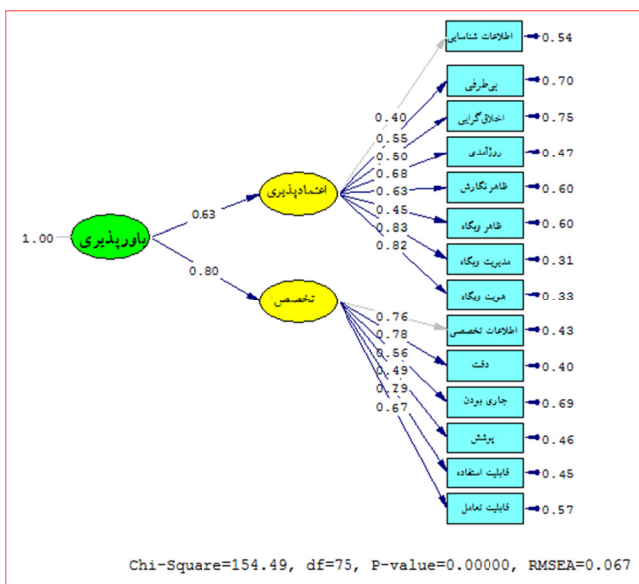 اطلاعات شناسایی
0.54
بی‌طرفی
0.70
اخلاق‌گرایی
0.75
روزآمدی
0.47
ظاهر نگارش
0.60
ظاهر وبگاه
0.60
مدیریت وبگاه
0.31
هویت وبگاه
0.33
اطلاعات تخصصی
0.43
دقت
0.40
جاری بودن
0.69
پوشش
0.46
قابلیت استفاده
0.45
قابلیت تعامل
0.57
0.40
0.55
0.50
0.68
0.63
0.45
0.83
0.82
اعتمادپذیری
0.63
1.00
باورپذیری
0.80
تخصص
0.76
0.78
0.56
0.49
0.67
Chi-Square=154.49, df=75, P-value=0.00000, RMSEA=0.067